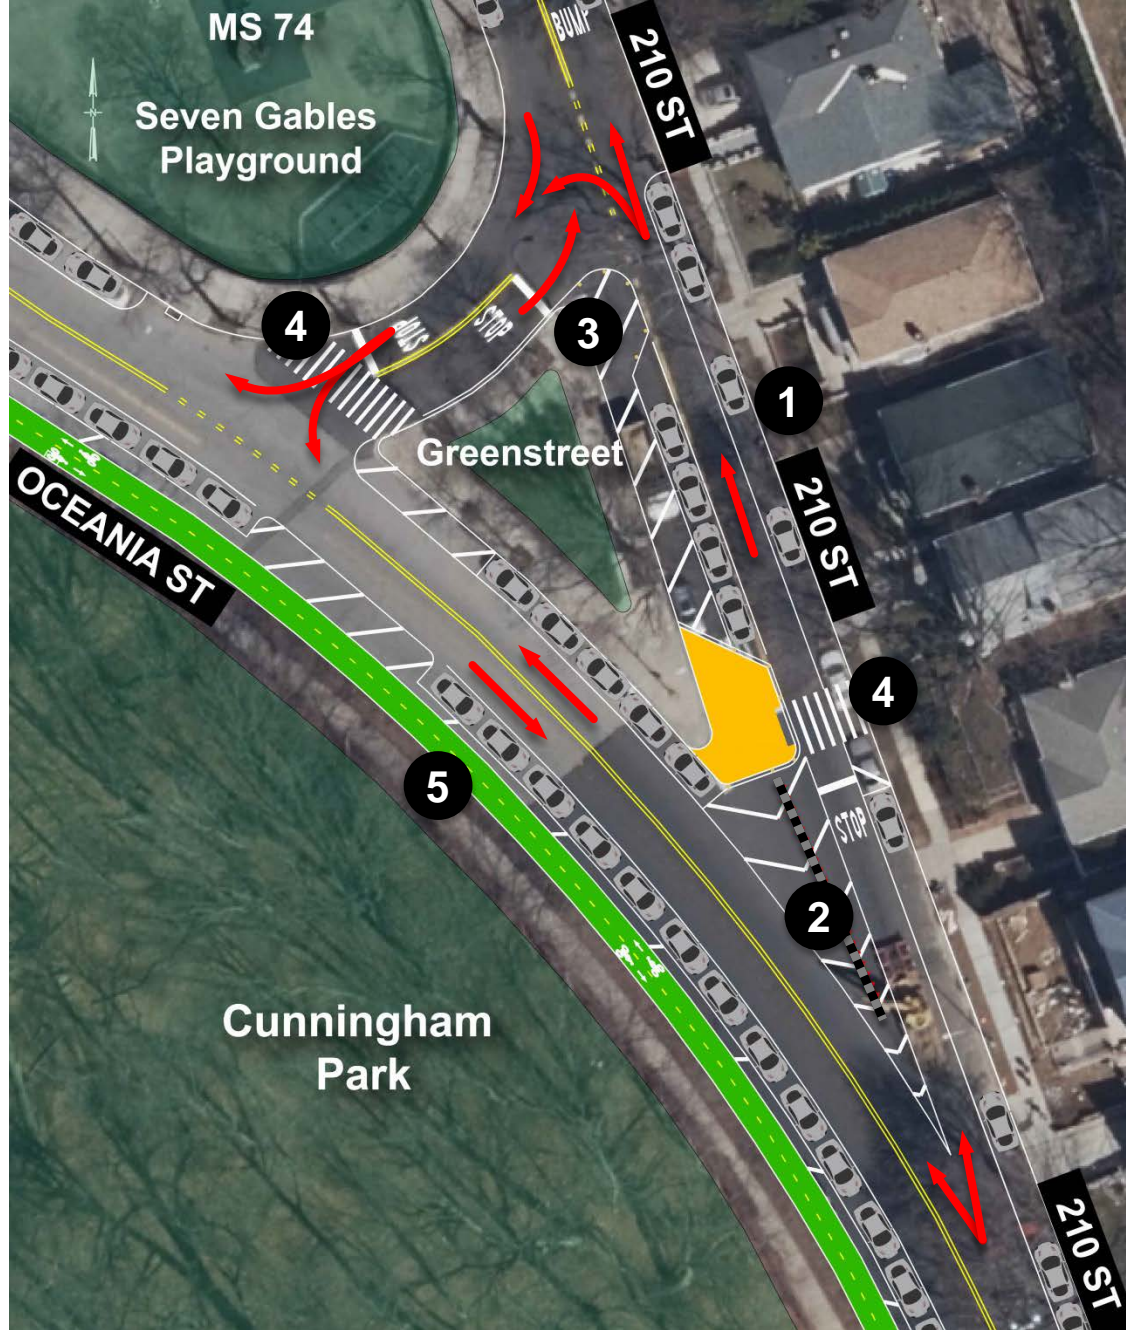 MS 74
Seven Gables
Playground
BUMP
210 ST
4
STOP
STOP
3
1
Greenstreet
210 ST
OCEANIA ST
4
5
STOP
2
Cunningham
Park
210 ST